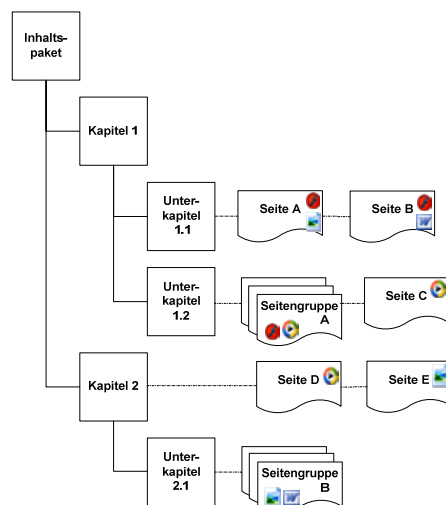 Inhalts-
paket
Kapitel 1
Unter-
kapitel
1.1
Seite A
Seite B
Unter-
kapitel
1.2
Seitengruppe
A
Seite C
Kapitel 2
Seite D
Seite E
Unter-
kapitel
2.1
Seitengruppe
B